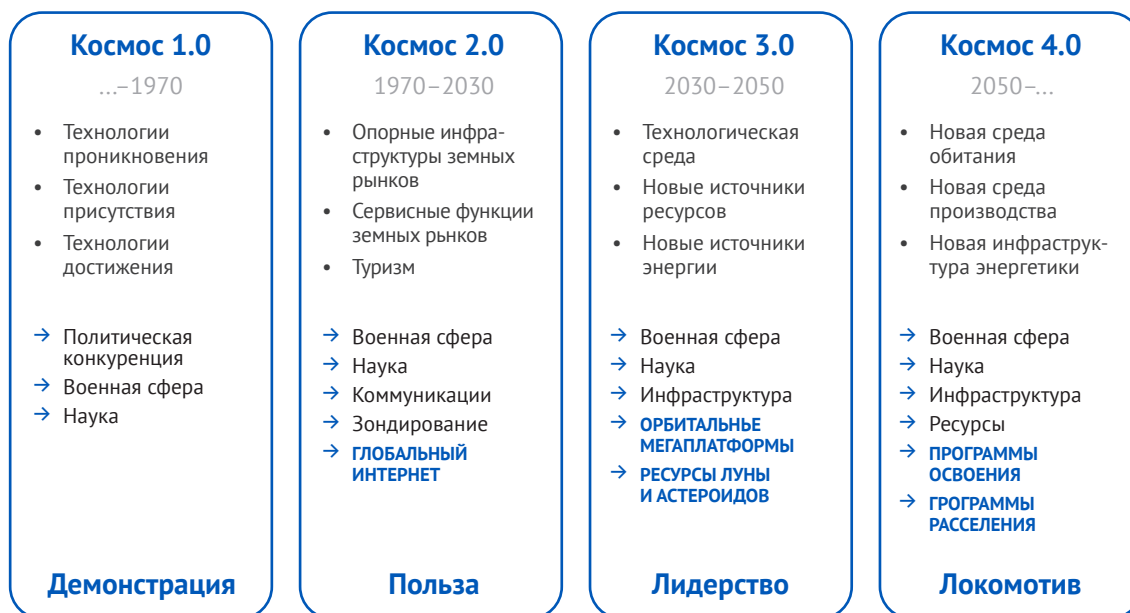 Космос 1.0
...–1970
• Технологии
проникновения
• Технологии
присутствия
• Технологии
достижения
→ Политическая
конкуренция
→ Военная сфера
→ Наука
Демонстрация
Космос 2.0
1970–2030
• Опорные инфра-
структуры земных
рынков
• Сервисные функции
земных рынков
• Туризм
→ Военная сфера
→ Наука
→ Коммуникации
→ Зондирование
→ ГЛОБАЛЬНЫЙ
ИНТЕРНЕТ
Польза
Космос 3.0
2030–2050
• Технологическая
среда
• Новые источники
ресурсов
• Новые источники
энергии
→ Военная сфера
→ Наука
→ Инфраструктура
→ ОРБИТАЛЬНЬЕ
МЕГАПЛАТФОРМЫ
→ РЕСУРСЫ ЛУНЫ
И АСТЕРОИДОВ
Лидерство
Космос 4.0
2050–...
• Новая среда
обитания
• Новая среда
производства
• Новая инфраструк-
тура энергетики
→ Военная сфера
→ Наука
→ Инфраструктура
→ Ресурсы
→ ПРОГРАММЫ
ОСВОЕНИЯ
→ ГРОГРАММЫ
РАССЕЛЕНИЯ
Локомотив